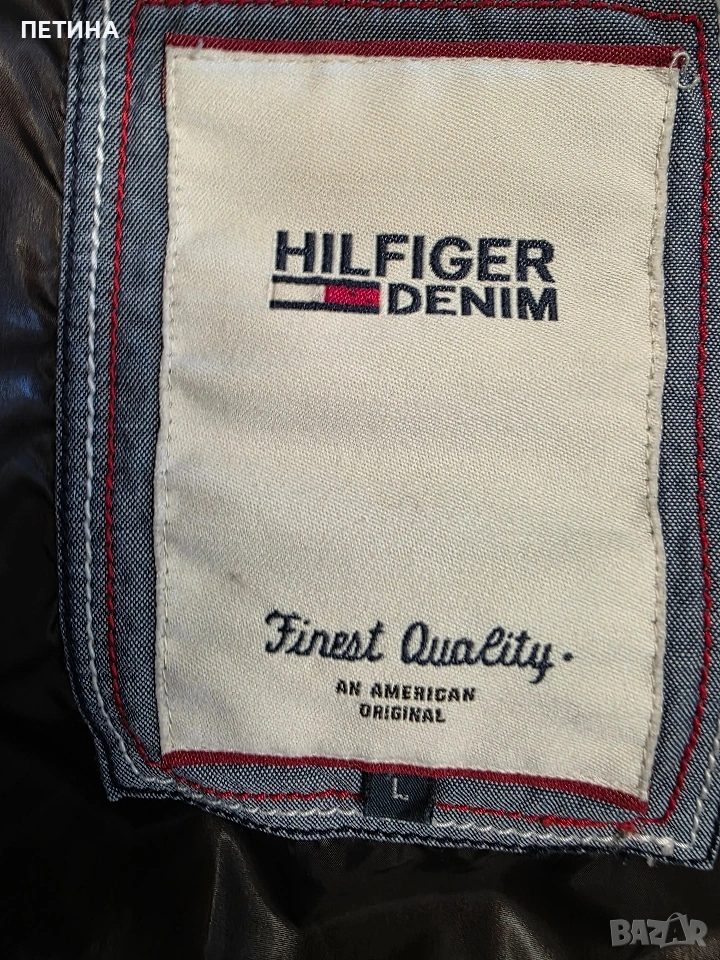 ПЕТИНА
HILFIGER
DENIM
Finest Quality.
AN AMERICAN
ORIGINAL
L
BAZAR